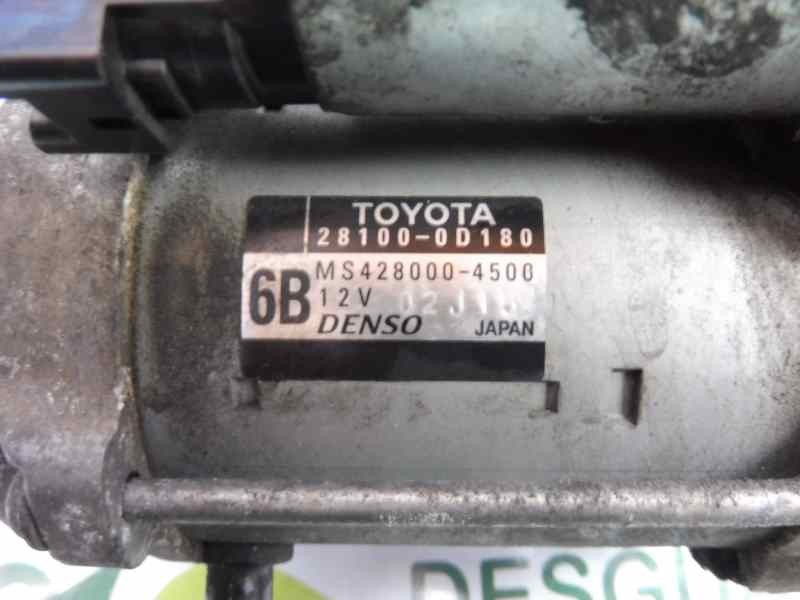 TOYOTA
28100-0D180
6B
MS428000-4500
12V
DENSO JAPAN
DESGU